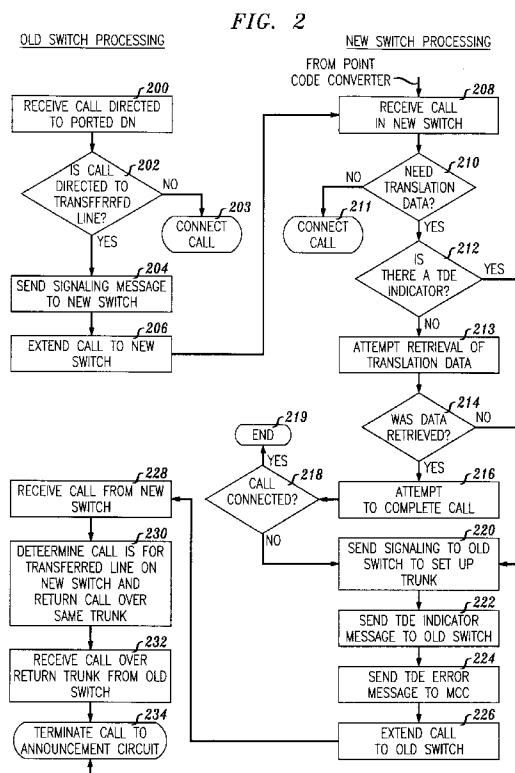 FIG. 2
OLD SWITCH PROCESSING
200
RECEIVE CALL DIRECTED
TO PORTED DN
202
IS CALL
DIRECTED TO
TRANSFFRRFD
LINE?
NO
203
CONNECT
CALL
YES
204
SEND SIGNALING MESSAGE
TO NEW SWITCH
206
EXTEND CALL TO NEW
SWITCH
NEW SWITCH PROCESSING
FROM POINT
CODE CONVERTER
208
RECEIVE CALL
IN NEW SWITCH
210
NEED
TRANSLATION
DATA?
NO
211
CONNECT
CALL
YES
212
IS
THERE A TDE
INDICATOR?
YES
NO
213
ATTEMPT RETRIEVAL OF
TRANSLATION DATA
214
WAS DATA
RETRIEVED?
NO
YES
216
ATTEMPT
TO COMPLETE CALL
218
CALL
CONNECTED?
YES
219
END
NO
220
SEND SIGNALING TO OLD
SWITCH TO SET UP
TRUNK
222
SEND TDE INDICATOR
MESSAGE TO OLD SWITCH
224
SEND TDE ERROR
MESSAGE TO MCC
226
EXTEND CALL
TO OLD SWITCH
228
RECEIVE CALL FROM NEW
SWITCH
230
DETEERMINE CALL IS FOR
TRANSFERRED LINE ON
NEW SWITCH AND
RETURN CALL OVER
SAME TRUNK
232
RECEIVE CALL OVER
RETURN TRUNK FROM OLD
SWITCH
234
TERMINATE CALL TO
ANNOUNCEMENT CIRCUIT